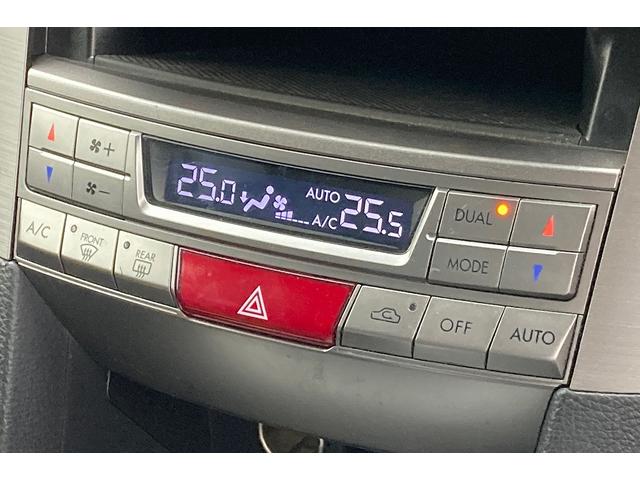 25.0 AUTO A/C 25.5
DUAL
MODE
A/C
FRONT
REAR
OFF
AUTO